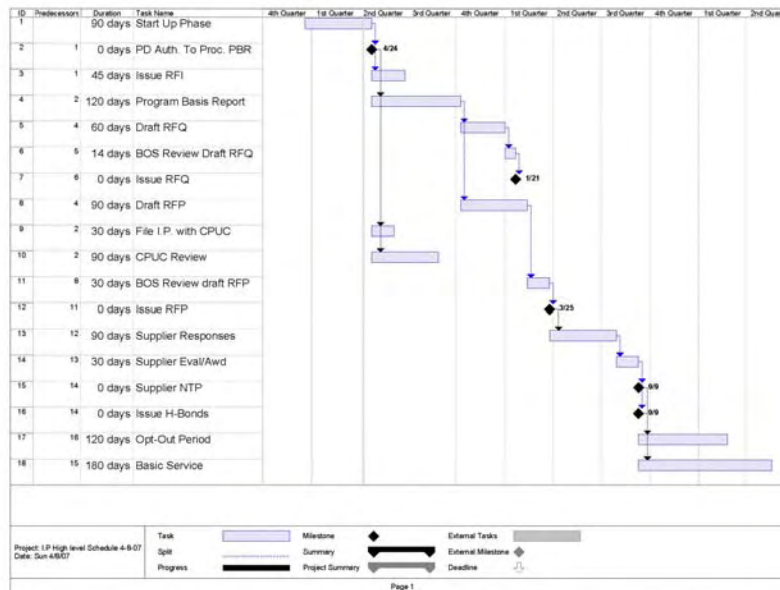 ID Predecessors Duration Task Name 4th Quarter 1st Quarter 2nd Quarter 3rd Quarter 4th Quarter 1st Quarter 2nd Quarter 3rd Quarter 4th Quarter 1st Quarter 2nd Quar
1 90 days Start Up Phase
2 1 0 days PD Auth. To Proc. PBR 4/24
3 1 45 days Issue RFI
4 2 120 days Program Basis Report
5 4 60 days Draft RFQ
6 5 14 days BOS Review Draft RFQ
7 6 0 days Issue RFQ 1/21
8 4 90 days Draft RFP
9 2 30 days File I.P. with CPUC
10 2 90 days CPUC Review
11 8 30 days BOS Review draft RFP
12 11 0 days Issue RFP 3/25
13 12 90 days Supplier Responses
14 13 30 days Supplier Eval/Awd
15 14 0 days Supplier NTP 9/9
16 14 0 days Issue H-Bonds 9/9
17 16 120 days Opt-Out Period
18 15 180 days Basic Service
Project: I.P High level Schedule 4-8-07
Date: Sun 4/8/07
Task Milestone External Tasks
Split Summary External Milestone
Progress Project Summary Deadline
Page 1